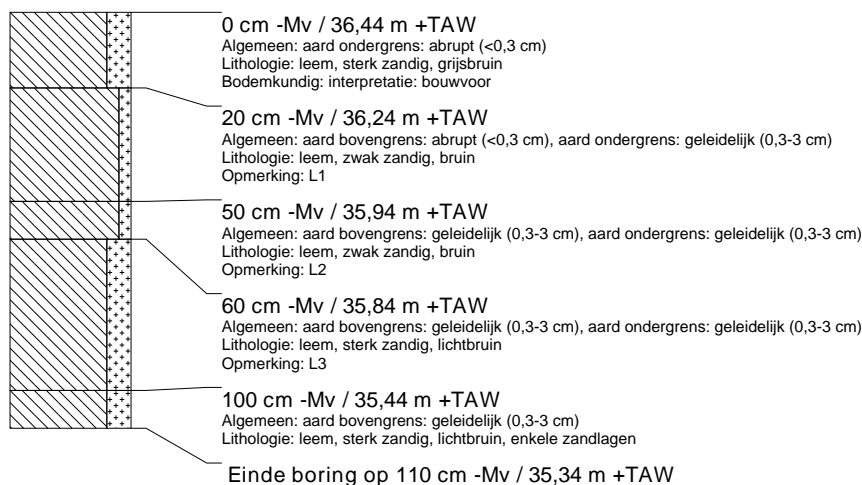 0 cm -Mv / 36,44 m +TAW
Algemeen: aard ondergrens: abrupt (<0,3 cm)
Lithologie: leem, sterk zandig, grijsbruin
Bodemkundig: interpretatie: bouwvoor
20 cm -Mv / 36,24 m +TAW
Algemeen: aard bovengrens: abrupt (<0,3 cm), aard ondergrens: geleidelijk (0,3-3 cm)
Lithologie: leem, zwak zandig, bruin
Opmerking: L1
50 cm -Mv / 35,94 m +TAW
Algemeen: aard bovengrens: geleidelijk (0,3-3 cm), aard ondergrens: geleidelijk (0,3-3 cm)
Lithologie: leem, zwak zandig, bruin
Opmerking: L2
60 cm -Mv / 35,84 m +TAW
Algemeen: aard bovengrens: geleidelijk (0,3-3 cm), aard ondergrens: geleidelijk (0,3-3 cm)
Lithologie: leem, sterk zandig, lichtbruin
Opmerking: L3
100 cm -Mv / 35,44 m +TAW
Algemeen: aard bovengrens: geleidelijk (0,3-3 cm)
Lithologie: leem, sterk zandig, lichtbruin, enkele zandlagen
Einde boring op 110 cm -Mv / 35,34 m +TAW